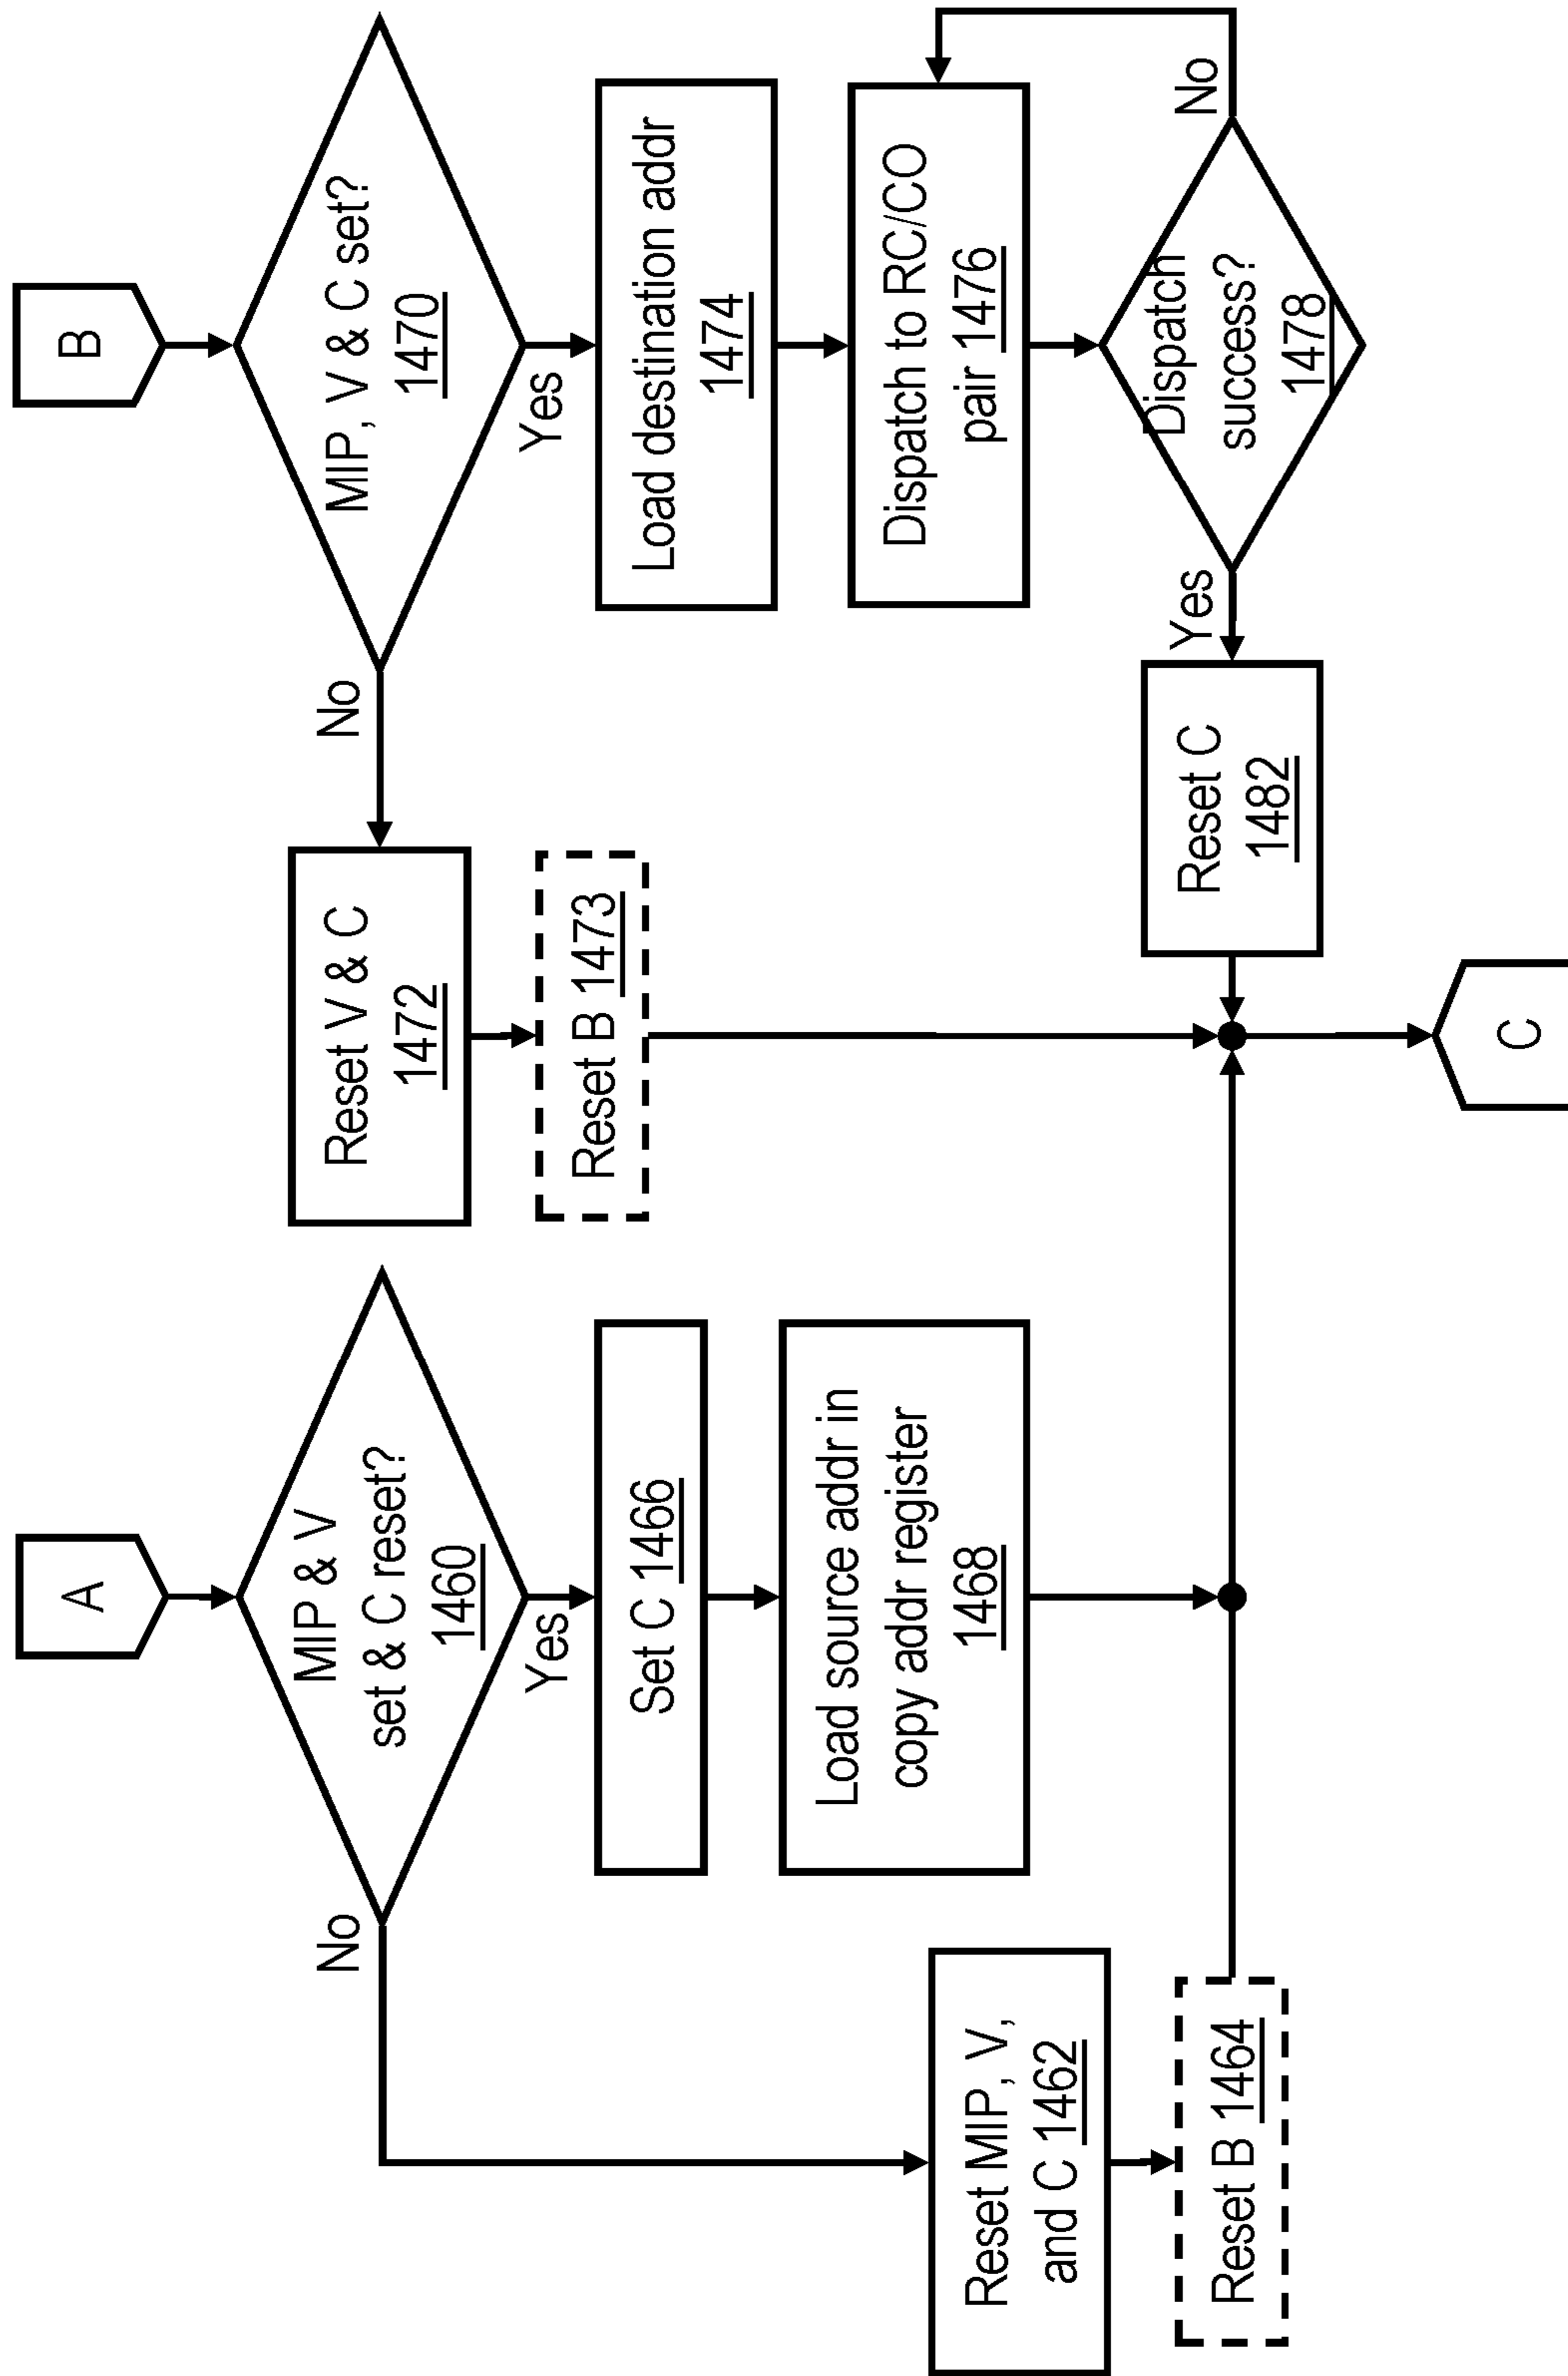 A
MIP & V
set & C reset?
1460
No
Yes
Set C 1466
Load source addr in
copy addr register
1468
Reset MIP, V,
and C 1462
Reset B 1464
B
MIP, V & C set?
1470
No
Yes
Reset V & C
1472
Reset B 1473
Load destination addr
1474
Dispatch to RC/CO
pair 1476
Dispatch
success?
1478
No
Yes
Reset C
1482
C